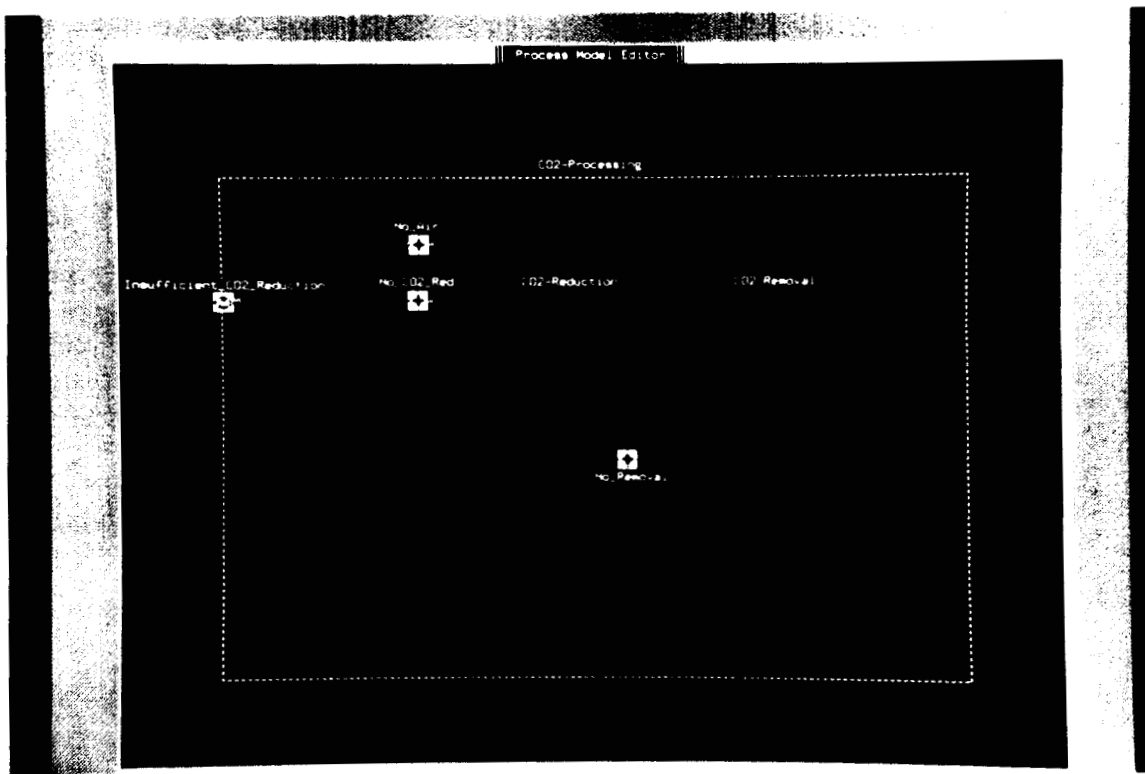 Process Model Editor
CO2-Processing
No_Air
Insufficient_CO2_Reduction No_CO2_Red CO2-Reduction CO2 Removal
No_Removal